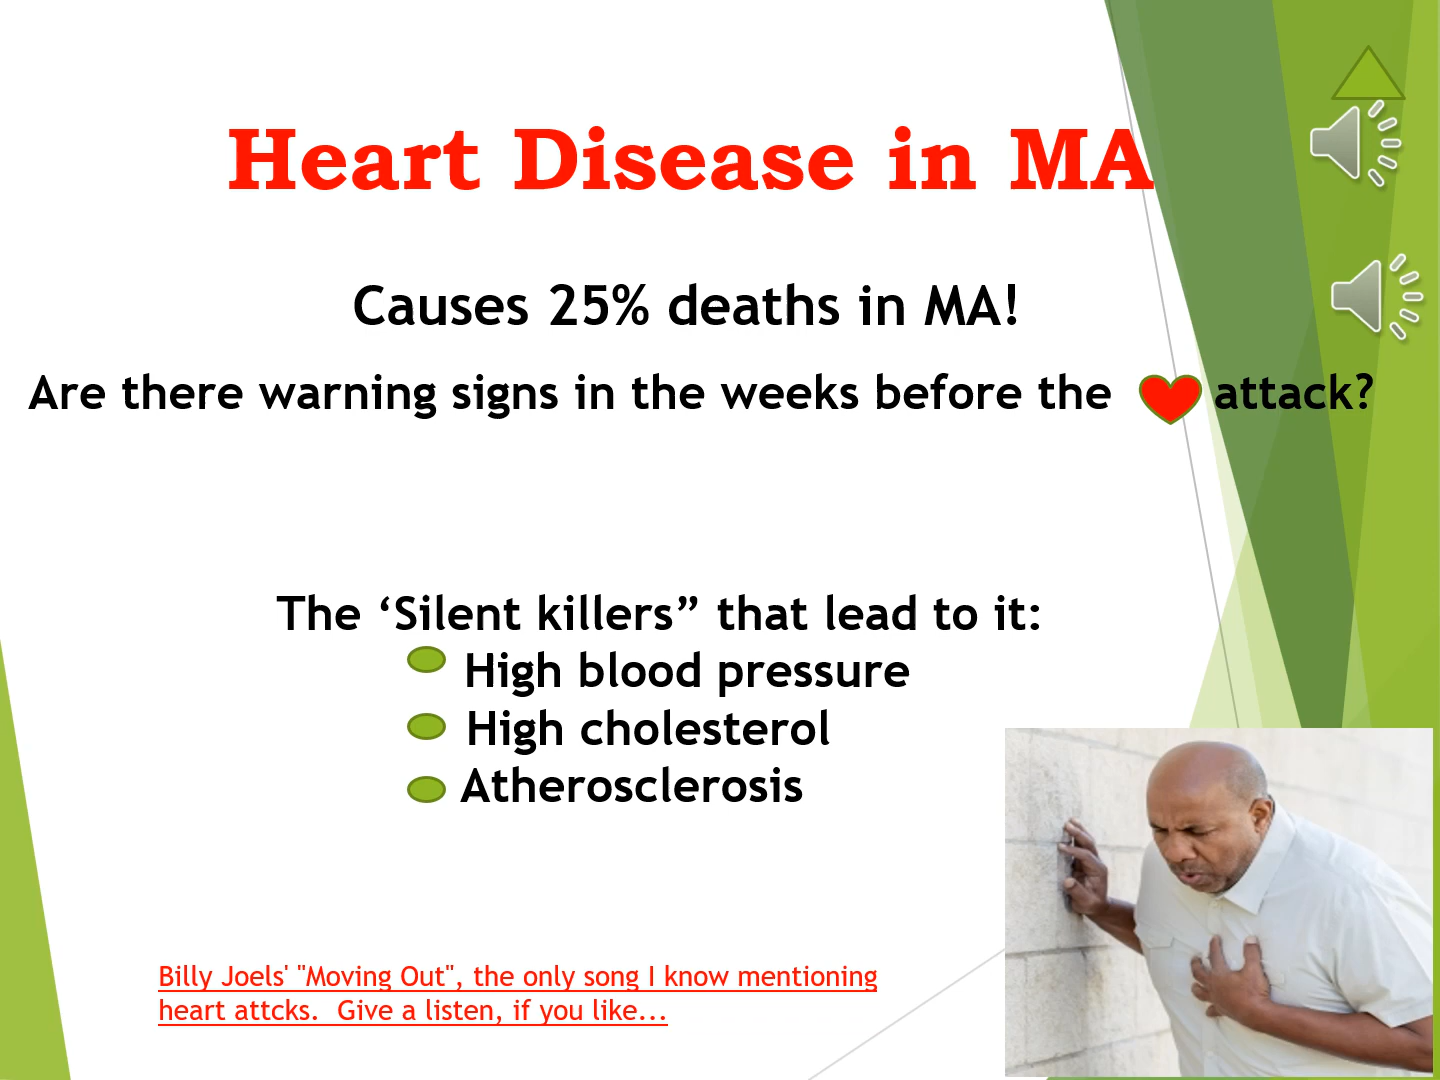 Heart Disease in MA
Causes 25% deaths in MA!
Are there warning signs in the weeks before the attack?
The ‘Silent killers” that lead to it:
High blood pressure
High cholesterol
Atherosclerosis
Billy Joels' "Moving Out", the only song I know mentioning
heart attcks.  Give a listen, if you like...